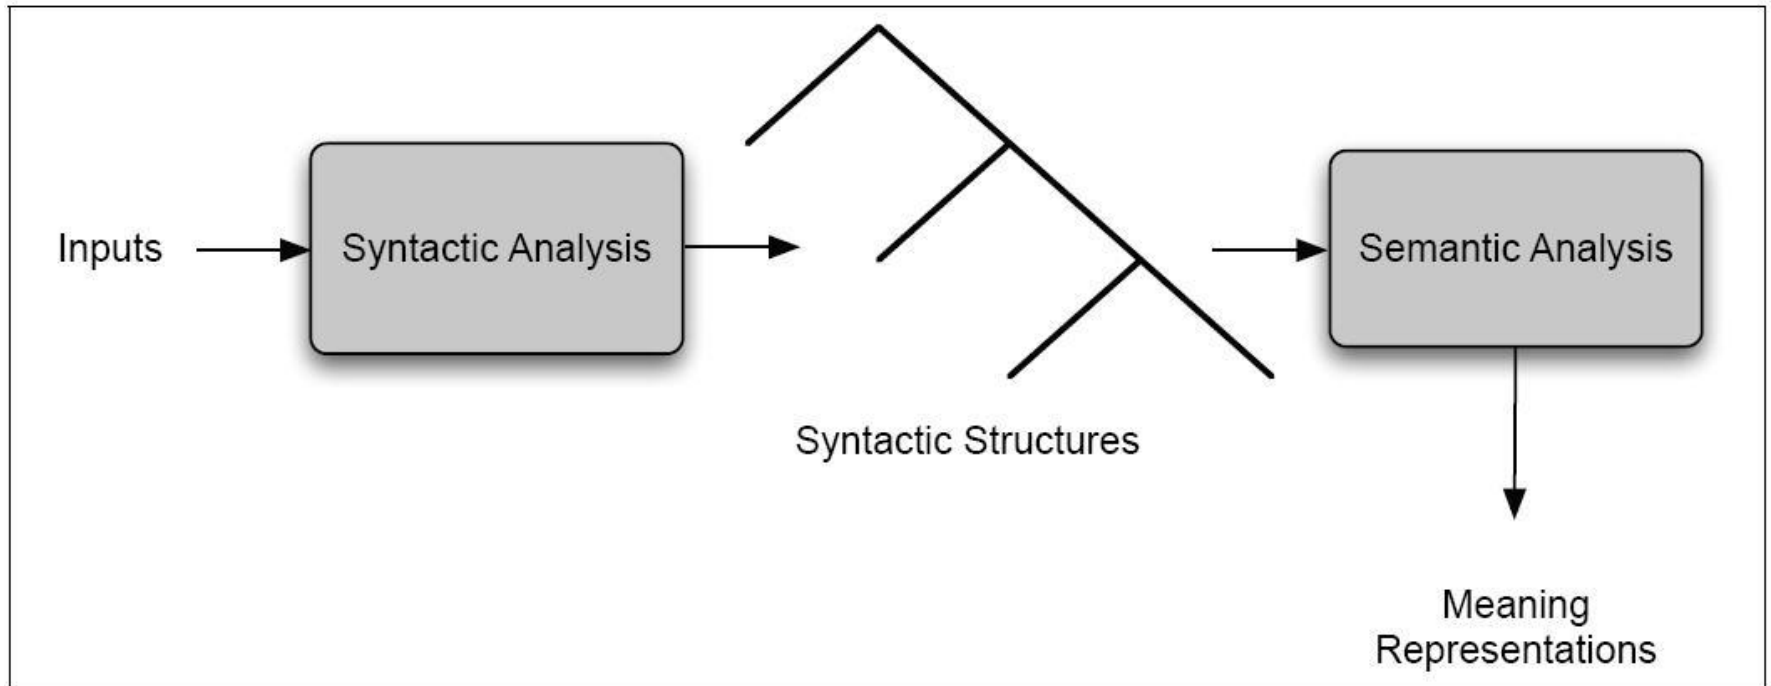 Inputs
Syntactic Analysis
Semantic Analysis
Syntactic Structures
Meaning
Representations